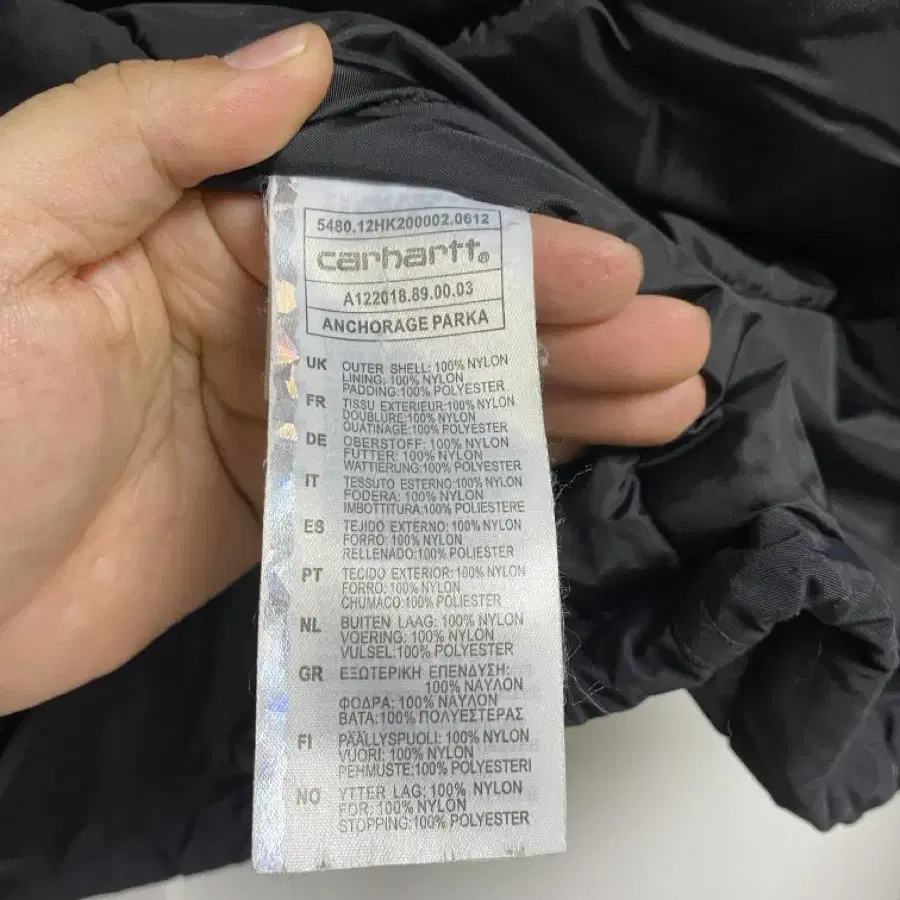 5480.12HK200002.0612
carhartt®
A122018.89.00.03
ANCHORAGE PARKA
UK OUTER SHELL: 100% NYLON
LINING: 100% NYLON
PADDING:100% POLYESTER
FR TISSU EXTERIEUR:100% NYLON
DOUBLURE: 100% NYLON
OUATINAGE: 100% POLYESTER
DE OBERSTOFF: 100% NYLON
FUTTER: 100% NYLON
WATTIERUNG:100% POLYESTER
IT TESSUTO ESTERNO:100% NYLON
FODERA: 100% NYLON
IMBOTTITURA:100% POLIESTERE
ES TEJIDO EXTERNO: 100% NYLON
FORRO: 100% NYLON
RELLENADO:100% POLIESTER
PT TECIDO EXTERIOR: 100% NYLON
FORRO: 100% NYLON
CHUMACO:100% POLIESTER
NL BUITEN LAAG: 100% NYLON
VOERING: 100% NYLON
VULSEL:100% POLYESTER
GR ΕΞΩΤΕΡΙΚΗ ΕΠΕΝΔΥΣΗ:
100% ΝΑΥΛΟΝ
ΦΟΔΡΑ: 100% ΝΑΥΛΟΝ
ΒΑΤΑ:100% ΠΟΛΥΕΣΤΕΡΑΣ
FI PÄÄLLYSPUOLI: 100% NYLON
VUORI: 100% NYLON
PEHMUSTE: 100% POLYESTERI
NO YTTER LAG: 100% NYLON
FOR: 100% NYLON
STOPPING:100% POLYESTER